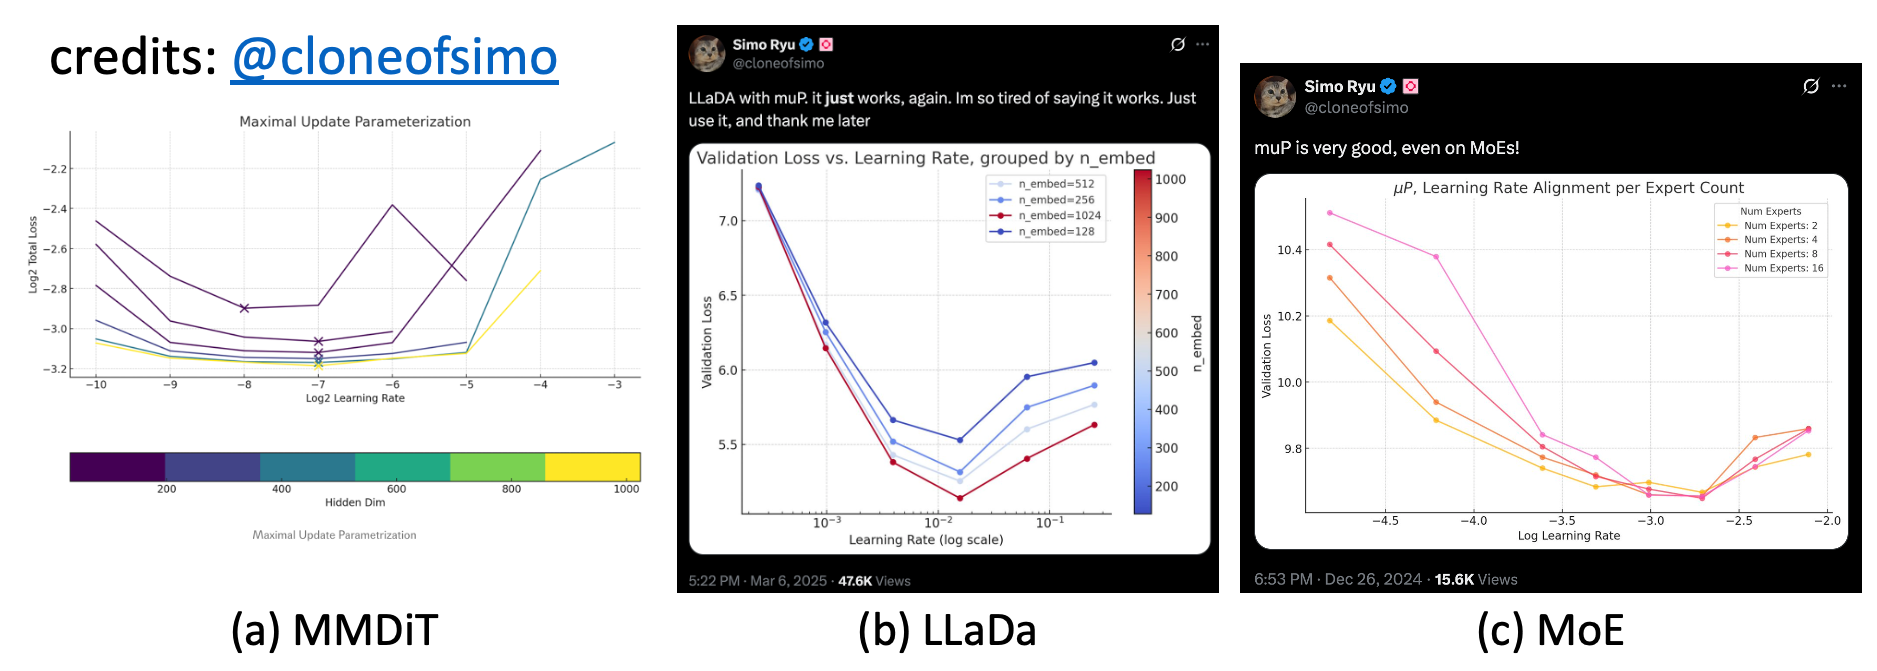 credits: @cloneofsimo
Maximal Update Parameterization
Log2 Total Loss
−2.2
−2.4
−2.6
−2.8
−3.0
−3.2
−10
−9
−8
−7
−6
−5
−4
−3
Log2 Learning Rate
200
400
600
800
1000
Hidden Dim
Maximal Update Parametrization
(a) MMDiT
Simo Ryu
@cloneofsimo
LLaDA with muP. it just works, again. Im so tired of saying it works. Just
use it, and thank me later
Validation Loss vs. Learning Rate, grouped by n_embed
n_embed=512
n_embed=256
n_embed=1024
n_embed=128
Validation Loss
7.0
6.5
6.0
5.5
10⁻³
10⁻²
10⁻¹
Learning Rate (log scale)
1000
900
800
700
600
500
400
300
200
n_embed
5:22 PM · Mar 6, 2025 · 47.6K Views
(b) LLaDa
Simo Ryu
@cloneofsimo
muP is very good, even on MoEs!
μP, Learning Rate Alignment per Expert Count
Num Experts
Num Experts: 2
Num Experts: 4
Num Experts: 8
Num Experts: 16
Validation Loss
10.4
10.2
10.0
9.8
−4.5
−4.0
−3.5
−3.0
−2.5
−2.0
Log Learning Rate
6:53 PM · Dec 26, 2024 · 15.6K Views
(c) MoE